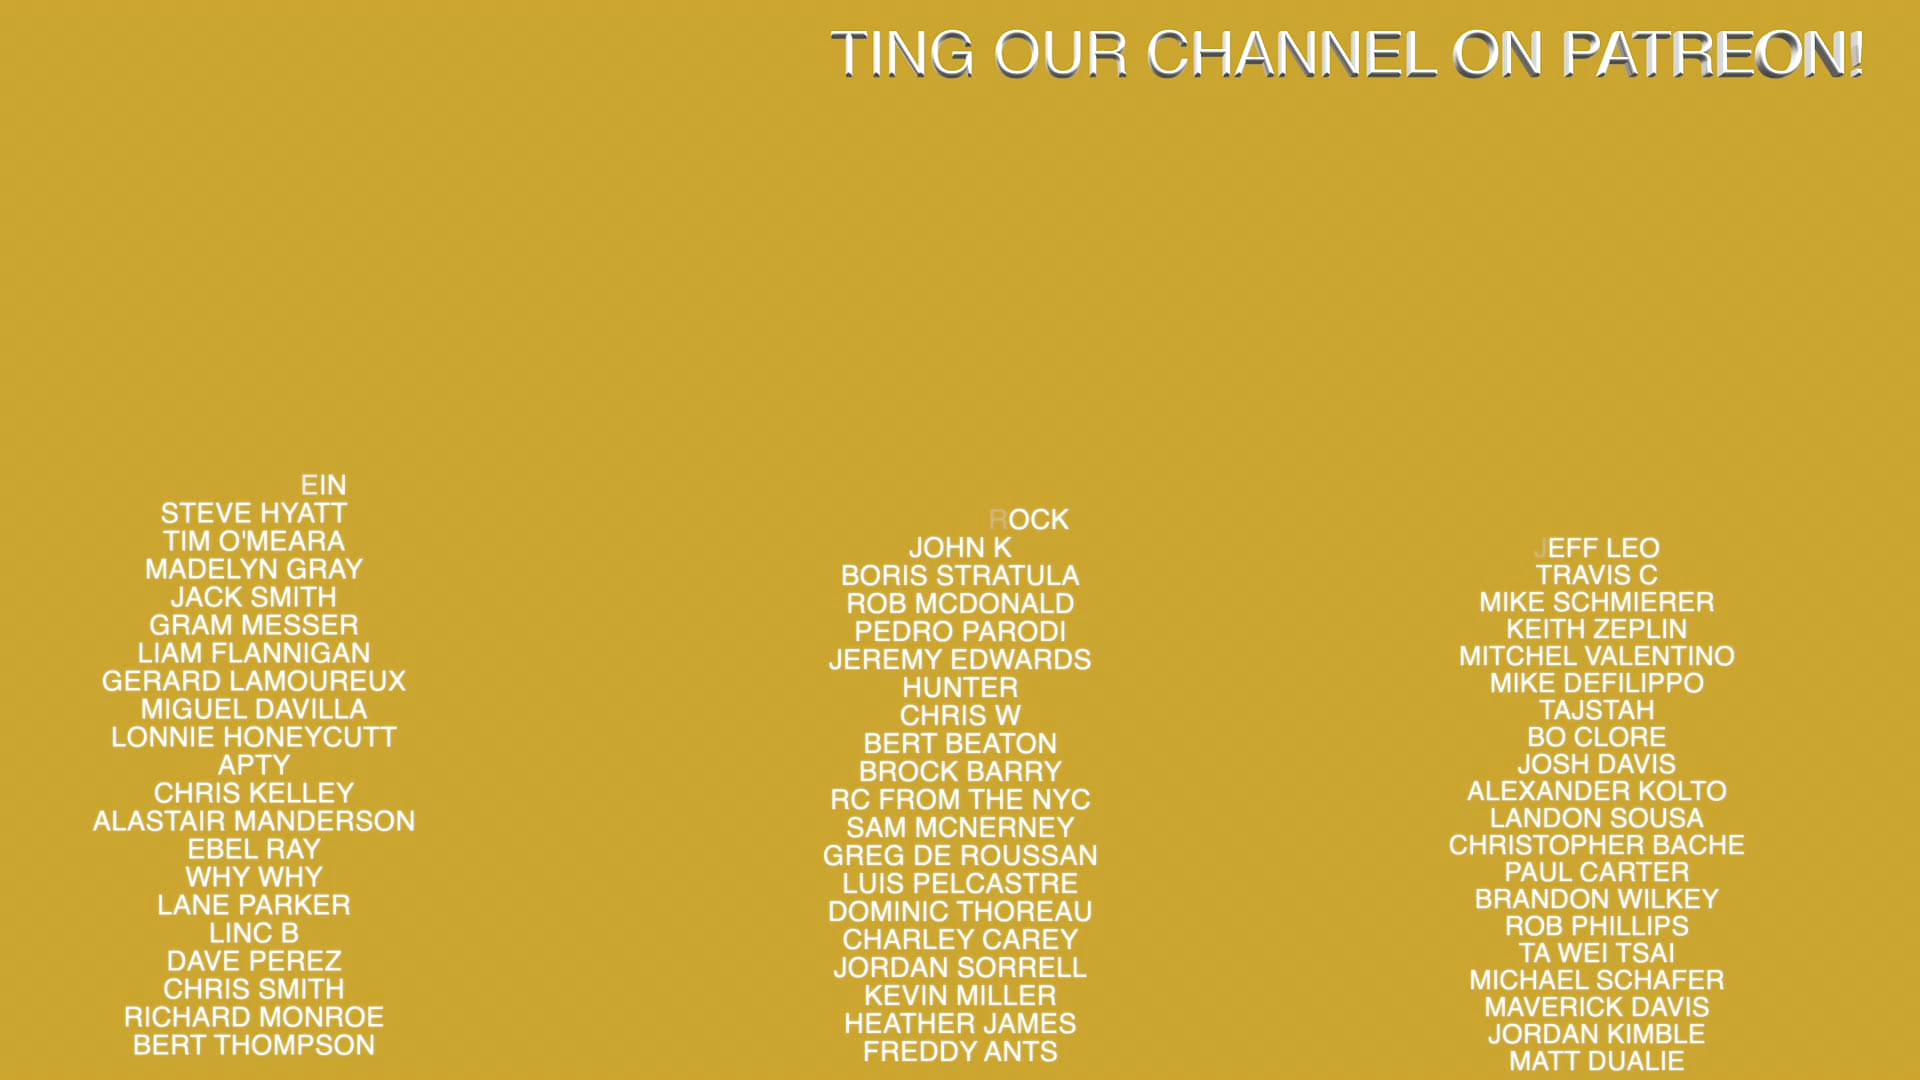 TING OUR CHANNEL ON PATREON!
EIN
STEVE HYATT
TIM O'MEARA
MADELYN GRAY
JACK SMITH
GRAM MESSER
LIAM FLANNIGAN
GERARD LAMOUREUX
MIGUEL DAVILLA
LONNIE HONEYCUTT
APTY
CHRIS KELLEY
ALASTAIR MANDERSON
EBEL RAY
WHY WHY
LANE PARKER
LINC B
DAVE PEREZ
CHRIS SMITH
RICHARD MONROE
BERT THOMPSON
ROCK
JOHN K
BORIS STRATULA
ROB MCDONALD
PEDRO PARODI
JEREMY EDWARDS
HUNTER
CHRIS W
BERT BEATON
BROCK BARRY
RC FROM THE NYC
SAM MCNERNEY
GREG DE ROUSSAN
LUIS PELCASTRE
DOMINIC THOREAU
CHARLEY CAREY
JORDAN SORRELL
KEVIN MILLER
HEATHER JAMES
FREDDY ANTS
JEFF LEO
TRAVIS C
MIKE SCHMIERER
KEITH ZEPLIN
MITCHEL VALENTINO
MIKE DEFILIPPO
TAJSTAH
BO CLORE
JOSH DAVIS
ALEXANDER KOLTO
LANDON SOUSA
CHRISTOPHER BACHE
PAUL CARTER
BRANDON WILKEY
ROB PHILLIPS
TA WEI TSAI
MICHAEL SCHAFER
MAVERICK DAVIS
JORDAN KIMBLE
MATT DUALIE